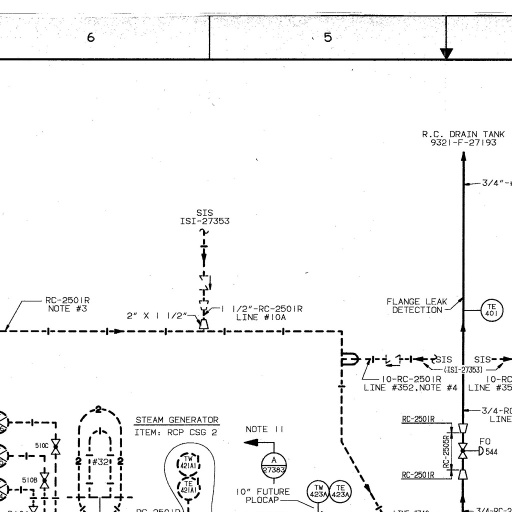 6
5
R.C. DRAIN TANK
9321-F-27193
3/4"-
SIS
ISI-27353
RC-2501R
NOTE #3
2" X 1 1/2"
1 1/2"-RC-2501R
LINE #10A
FLANGE LEAK
DETECTION
TE
401
SIS
(ISI-27353)
SIS
10-RC-2501R
LINE #352, NOTE #4
10-RC
LINE #35
3/4-R
LINE
RC-2501R
RC-2505R
FO
544
RC-2501R
STEAM GENERATOR
ITEM: RCP CSG 2
NOTE 11
A
27383
TW
421A1
TE
421A1
510C
510B
2
2
2
#32
10" FUTURE
PLOCAP
TW
423A
TE
423A
RC-2501R
3/4-RC-2